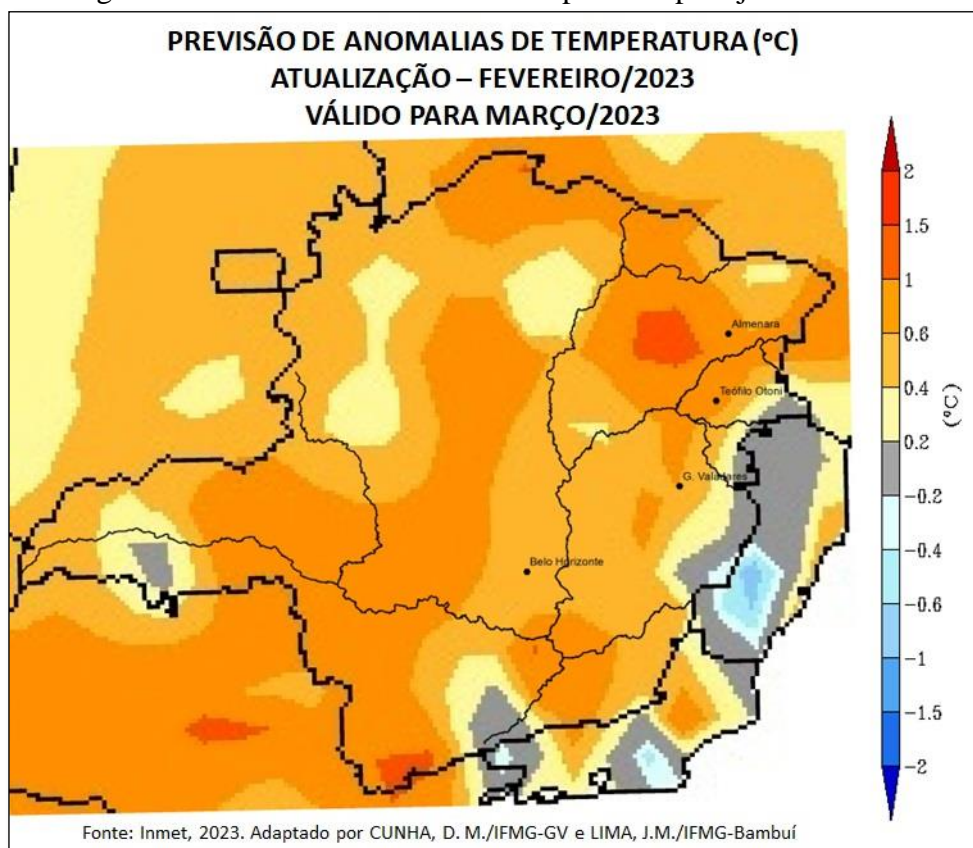 PREVISÃO DE ANOMALIAS DE TEMPERATURA (ºC)
ATUALIZAÇÃO – FEVEREIRO/2023
VÁLIDO PARA MARÇO/2023
2
1.5
1
0.8
0.4
0.2
-0.2
-0.4
-0.6
-1
-1.5
-2
(°C)
Almenara
Teófilo Otoni
G. Valadares
Belo Horizonte
Fonte: Inmet, 2023. Adaptado por CUNHA, D. M./IFMG-GV e LIMA, J.M./IFMG-Bambuí